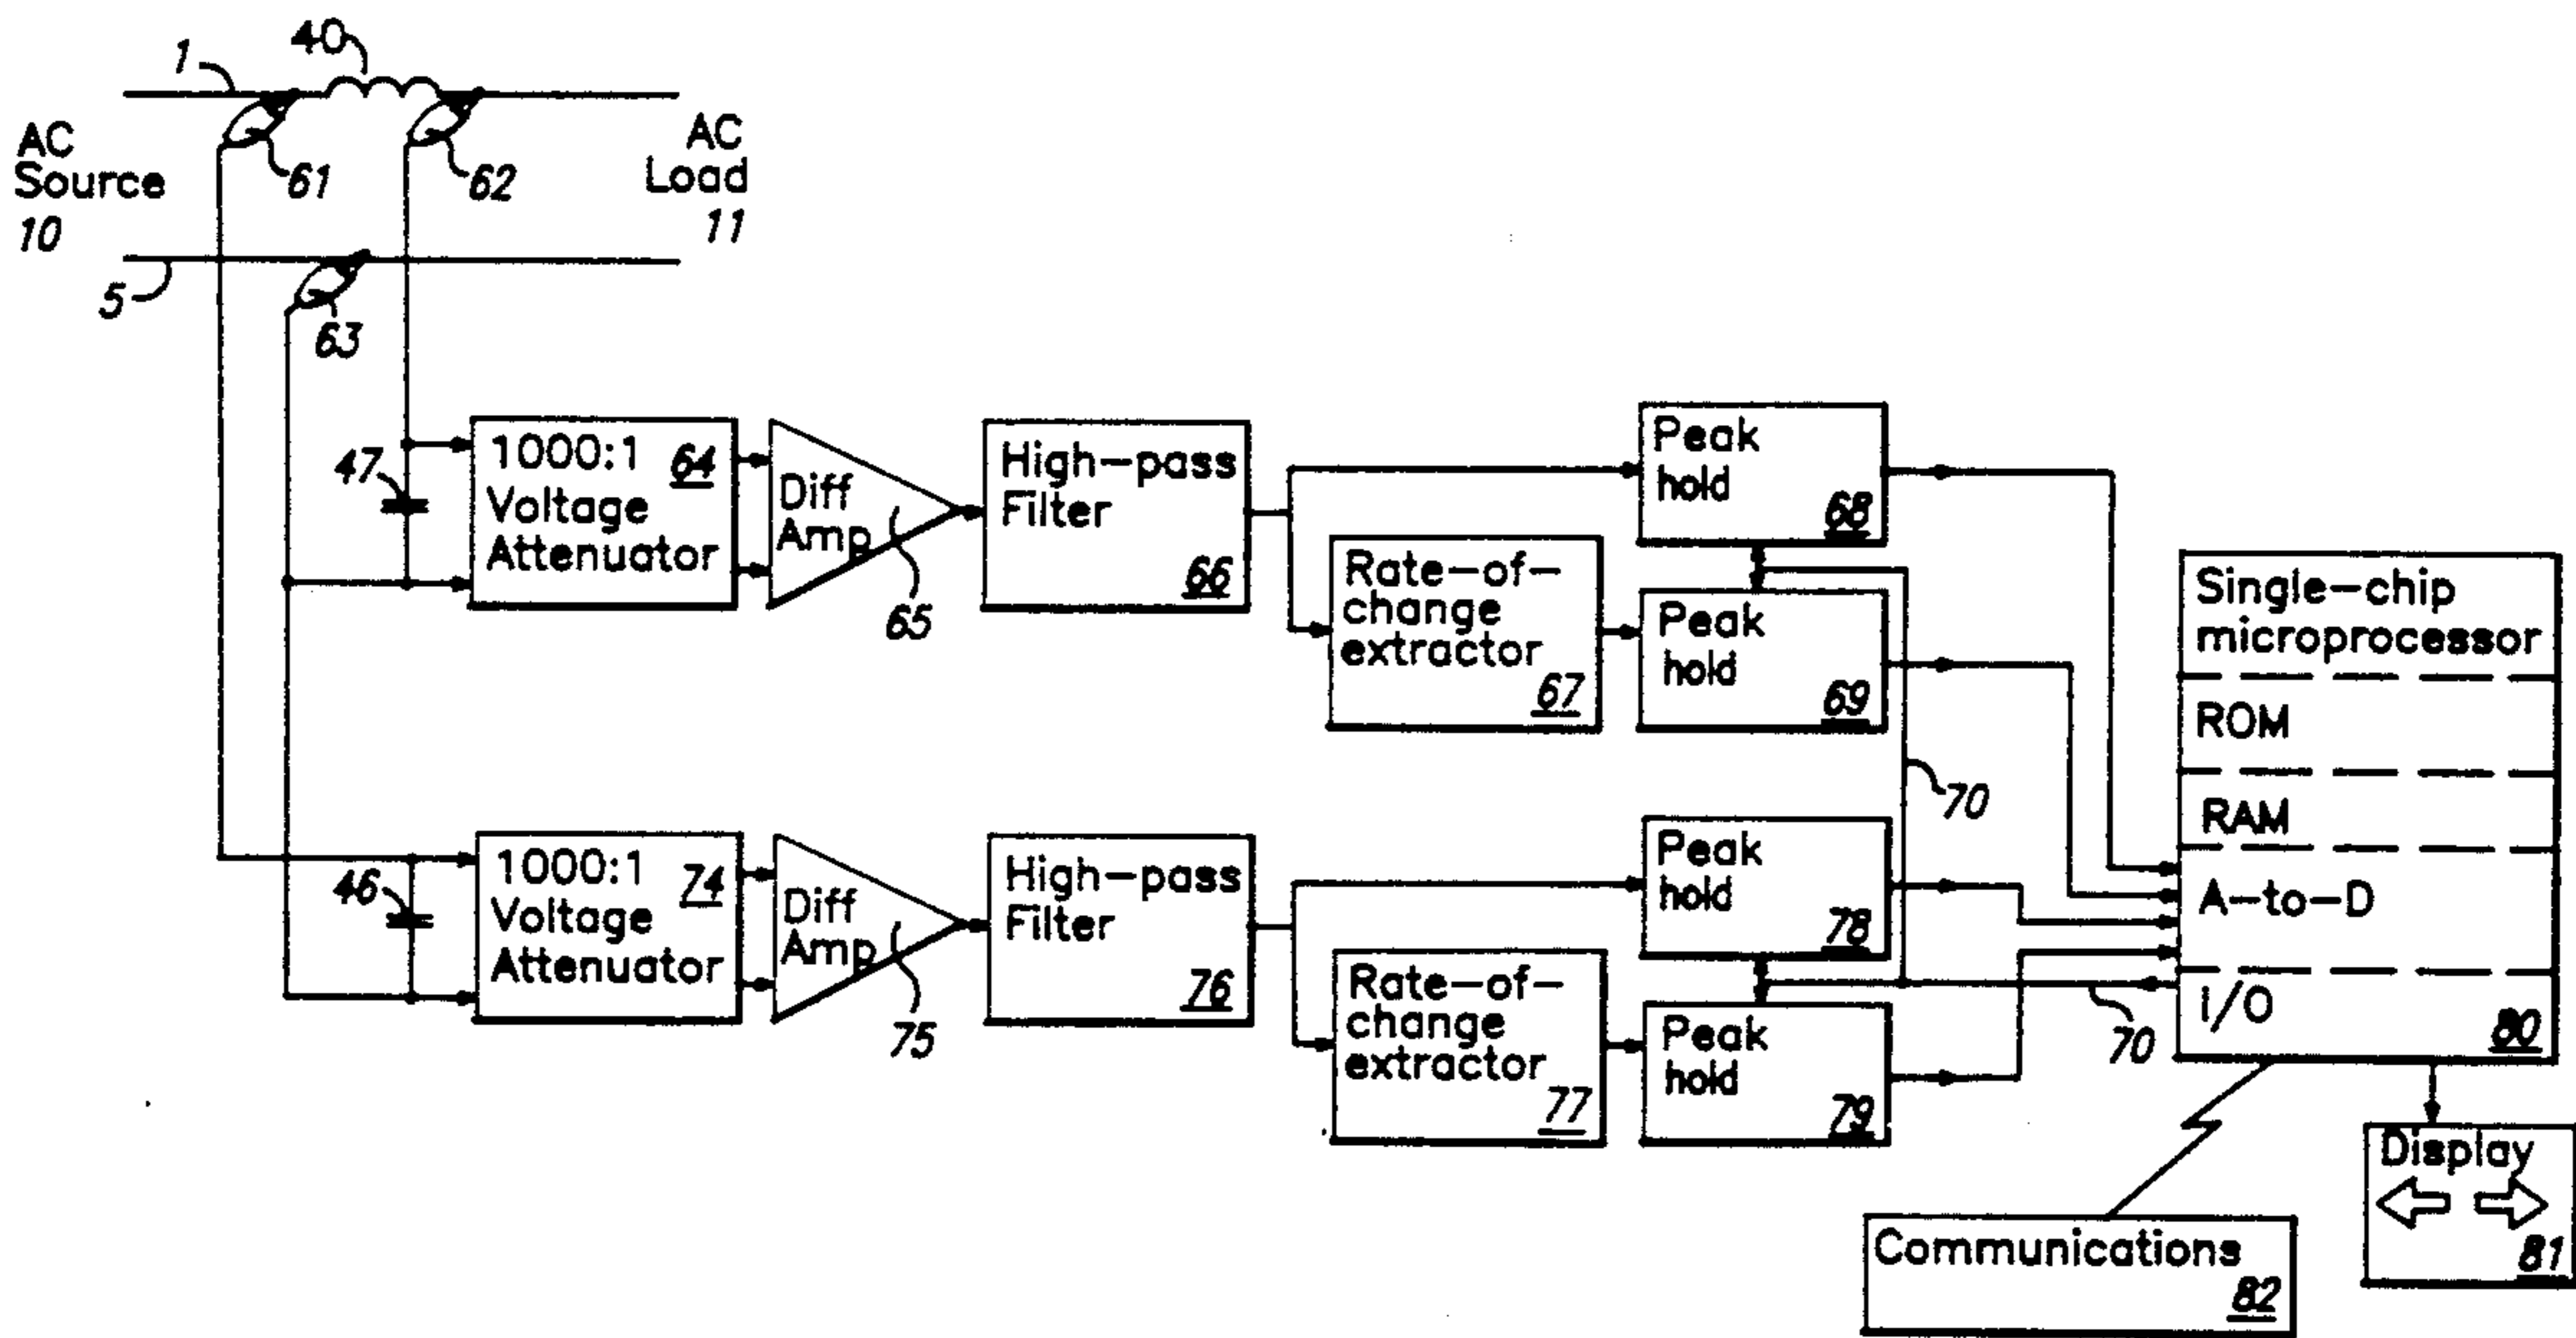 40
1
AC
Source
10
61
62
AC
Load
11
5
63
47
1000:1
Voltage
Attenuator
64
Diff
Amp
65
High-pass
Filter
66
Rate-of-
change
extractor
67
Peak
hold
68
Peak
hold
69
70
46
1000:1
Voltage
Attenuator
74
Diff
Amp
75
High-pass
Filter
76
Rate-of-
change
extractor
77
Peak
hold
78
Peak
hold
79
70
Single-chip
microprocessor
ROM
RAM
A-to-D
i/O
80
Display
81
Communications
82